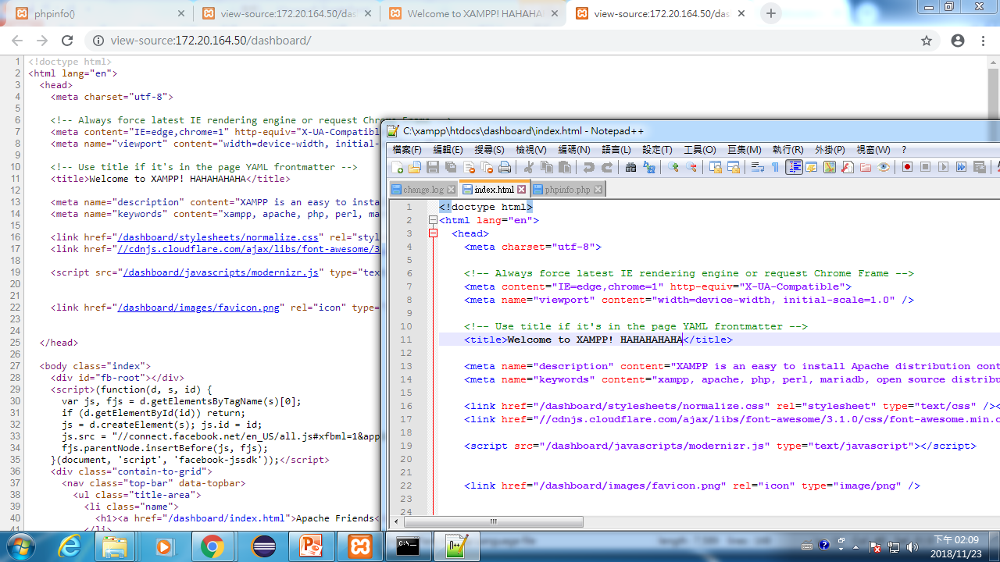 phpinfo()
view-source:172.20.164.50/das
Welcome to XAMPP! HAHAHA
view-source:172.20.164.50/das
view-source:172.20.164.50/dashboard/
1 <!doctype html>
2 <html lang="en">
3 <head>
4 <meta charset="utf-8">
5
6 <!-- Always force latest IE rendering engine or request Chrome Frame
7 <meta content="IE=edge,chrome=1" http-equiv="X-UA-Compatible
8 <meta name="viewport" content="width=device-width, initial-
9
10 <!-- Use title if it's in the page YAML frontmatter -->
11 <title>Welcome to XAMPP! HAHAHAHAHA</title>
12
13 <meta name="description" content="XAMPP is an easy to insta
14 <meta name="keywords" content="xampp, apache, php, perl, ma
15
16 <link href="/dashboard/stylesheets/normalize.css" rel="styl
17 <link href="//cdnjs.cloudflare.com/ajax/libs/font-awesome/3
18
19 <script src="/dashboard/javascripts/modernizr.js" type="tex
20
21
22 <link href="/dashboard/images/favicon.png" rel="icon" type=
23
24
25 </head>
26
27 <body class="index">
28 <div id="fb-root"></div>
29 <script>(function(d, s, id) {
30 var js, fjs = d.getElementsByTagName(s)[0];
31 if (d.getElementById(id)) return;
32 js = d.createElement(s); js.id = id;
33 js.src = "//connect.facebook.net/en_US/all.js#xfbml=1&app
34 fjs.parentNode.insertBefore(js, fjs);
35 }(document, 'script', 'facebook-jssdk'));</script>
36 <div class="contain-to-grid">
37 <nav class="top-bar" data-topbar>
38 <ul class="title-area">
39 <li class="name">
40 <h1><a href="/dashboard/index.html">Apache Friends<
41 </li>
C:\xampp\htdocs\dashboard\index.html - Notepad++
檔案(F) 編輯(E) 搜尋(S) 檢視(V) 編碼(N) 語言(L) 設定(T) 工具(O) 巨集(M) 執行(R) 外掛(P) 視窗(W) ?
change.log index.html phpinfo.php
1 <!doctype html>
2 <html lang="en">
3 <head>
4 <meta charset="utf-8">
5
6 <!-- Always force latest IE rendering engine or request Chrome Frame -->
7 <meta content="IE=edge,chrome=1" http-equiv="X-UA-Compatible">
8 <meta name="viewport" content="width=device-width, initial-scale=1.0" />
9
10 <!-- Use title if it's in the page YAML frontmatter -->
11 <title>Welcome to XAMPP! HAHAHAHAHA</title>
12
13 <meta name="description" content="XAMPP is an easy to install Apache distribution cont
14 <meta name="keywords" content="xampp, apache, php, perl, mariadb, open source distribu
15
16 <link href="/dashboard/stylesheets/normalize.css" rel="stylesheet" type="text/css" /><
17 <link href="//cdnjs.cloudflare.com/ajax/libs/font-awesome/3.1.0/css/font-awesome.min.c
18
19 <script src="/dashboard/javascripts/modernizr.js" type="text/javascript"></script>
20
21
22 <link href="/dashboard/images/favicon.png" rel="icon" type="image/png" />
23
24
下午 02:09
2018/11/23